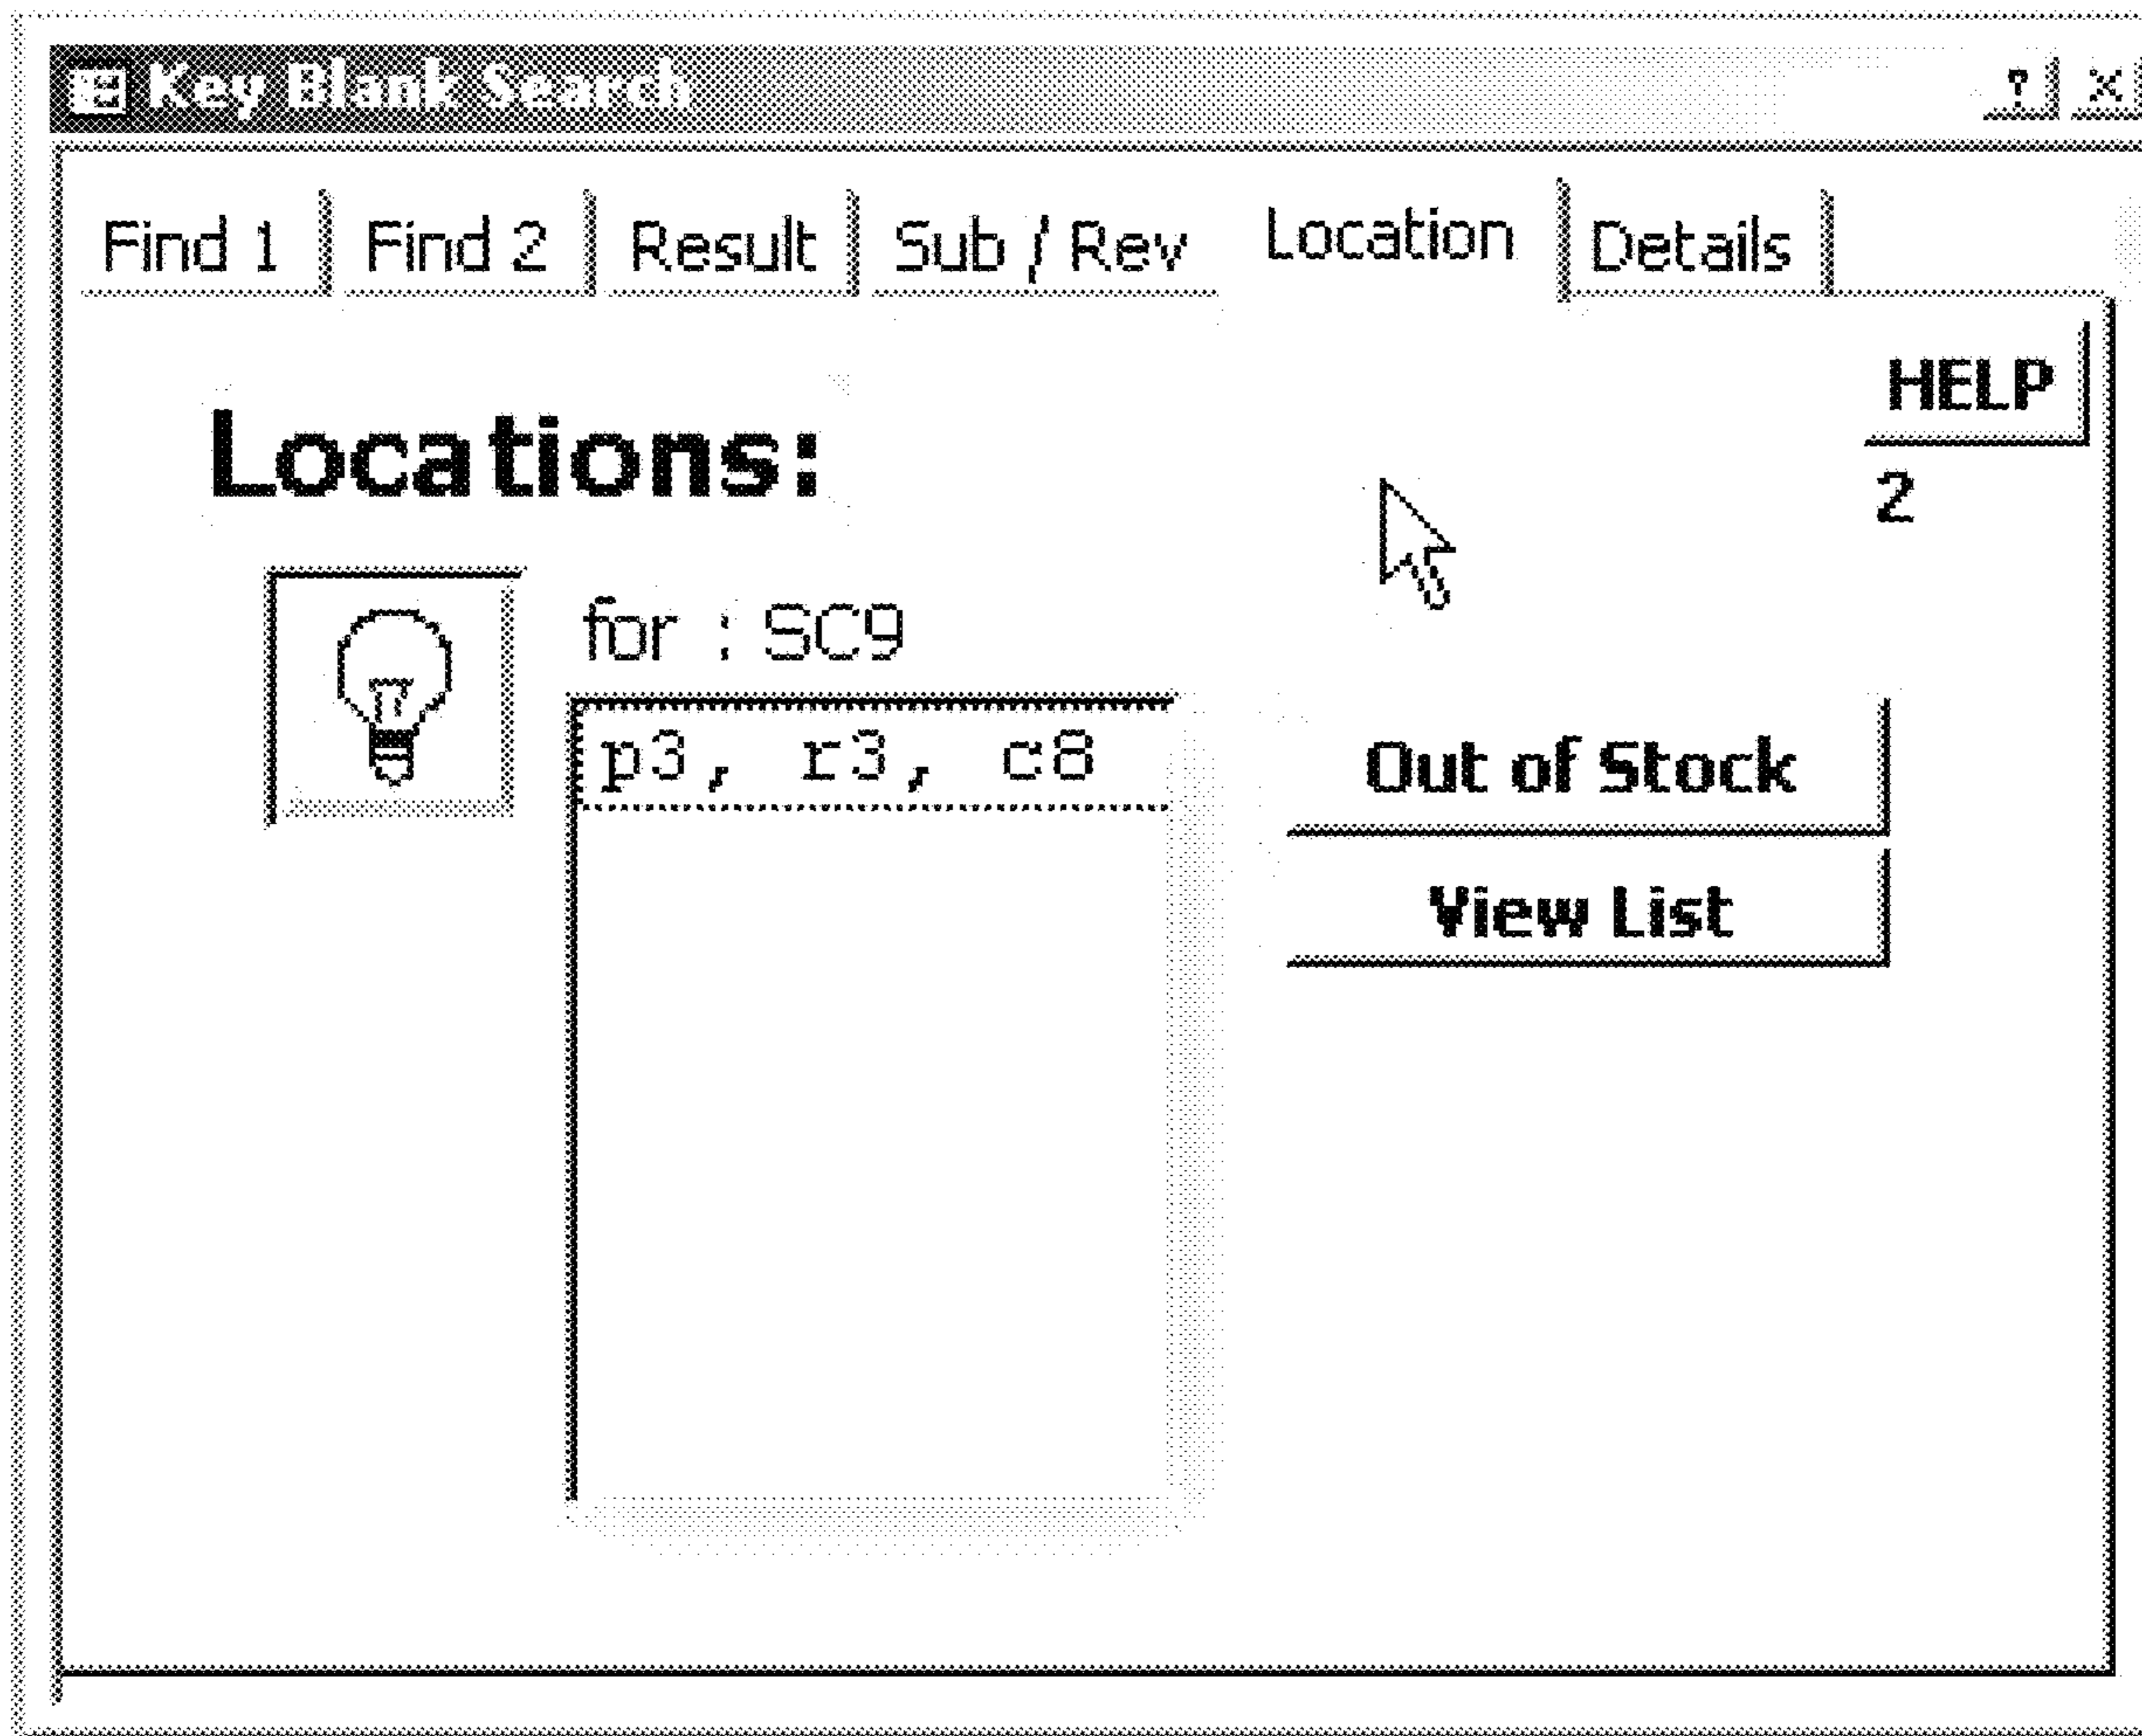 Key Blank Search
Find 1 Find 2 Result Sub / Rev Location Details
HELP
Locations:
2
for : SC9
p3, r3, c8
Out of Stock
View List